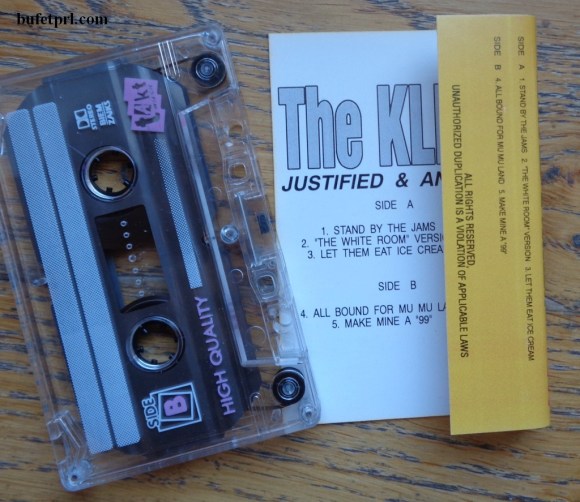 bufetprl.com
DOLBY SYSTEM
SIDE
B
HIGH QUALITY
The KL
JUSTIFIED & AN
SIDE A
1. STAND BY THE JAMS
2. "THE WHITE ROOM" VERSIO
3. LET THEM EAT ICE CREA
SIDE B
4. ALL BOUND FOR MU MU LA
5. MAKE MINE A "99"
SIDE A 1. STAND BY THE JAMS 2. "THE WHITE ROOM" VERSION 3. LET THEM EAT ICE CREAM
SIDE B 4. ALL BOUND FOR MU MU LAND 5. MAKE MINE A "99"
ALL RIGHTS RESERVED.
UNAUTHORIZED DUPLICATION IS A VIOLATION OF APPLICABLE LAWS